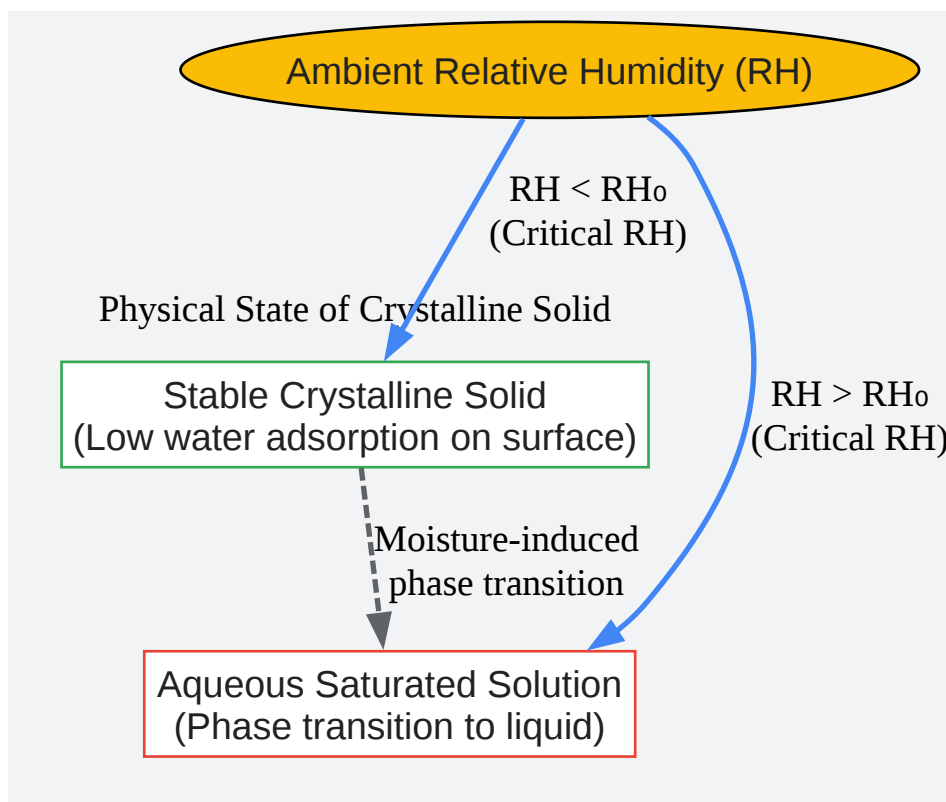 Ambient Relative Humidity (RH)
RH < RH₀
(Critical RH)
Physical State of Crystalline Solid
Stable Crystalline Solid
(Low water adsorption on surface)
RH > RH₀
(Critical RH)
Moisture-induced
phase transition
Aqueous Saturated Solution
(Phase transition to liquid)